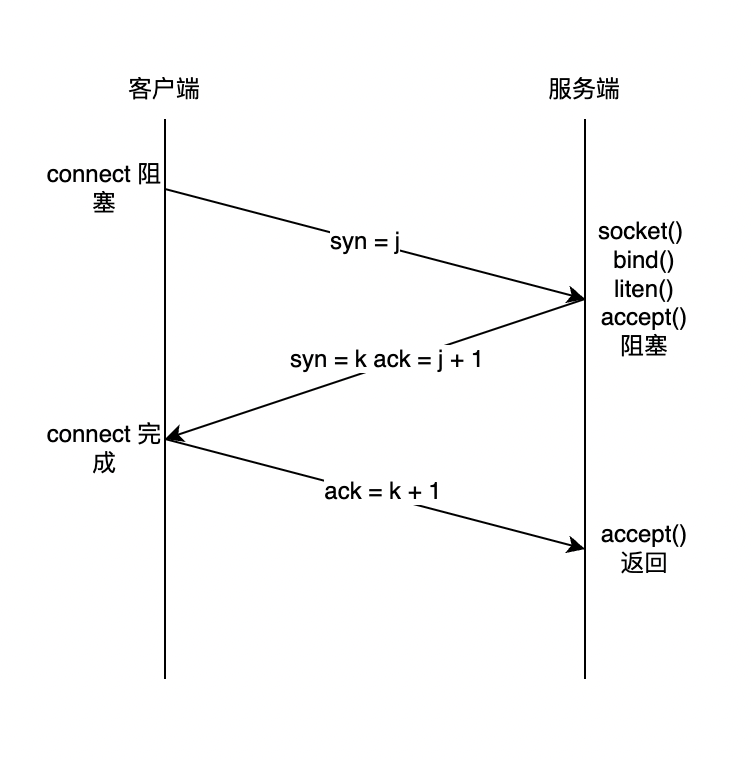 客户端
服务端
connect 阻
塞
syn = j
socket()
bind()
liten()
accept()
阻塞
syn = k ack = j + 1
connect 完
成
ack = k + 1
accept()
返回